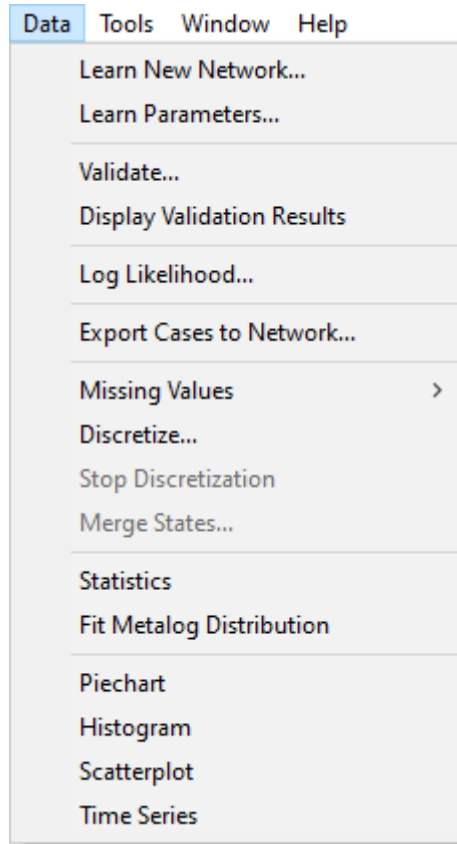 Data Tools Window Help
Learn New Network...
Learn Parameters...
Validate...
Display Validation Results
Log Likelihood...
Export Cases to Network...
Missing Values
Discretize...
Stop Discretization
Merge States...
Statistics
Fit Metalog Distribution
Piechart
Histogram
Scatterplot
Time Series